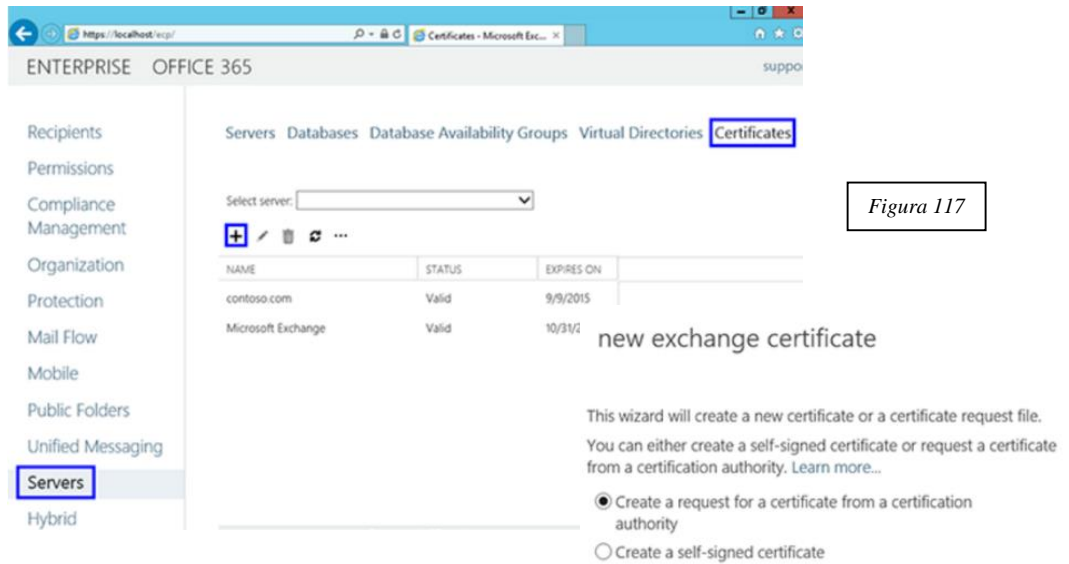 https://localhost/ecp/
Certificates - Microsoft Exc...
ENTERPRISE OFFICE 365
Recipients
Permissions
Compliance
Management
Organization
Protection
Mail Flow
Mobile
Public Folders
Unified Messaging
Servers
Hybrid
Servers Databases Database Availability Groups Virtual Directories Certificates
Select server:
NAME STATUS EXPIRES ON
contoso.com Valid 9/9/2015
Microsoft Exchange Valid
Figura 117
new exchange certificate
This wizard will create a new certificate or a certificate request file.
You can either create a self-signed certificate or request a certificate
from a certification authority. Learn more...
Create a request for a certificate from a certification
authority
Create a self-signed certificate